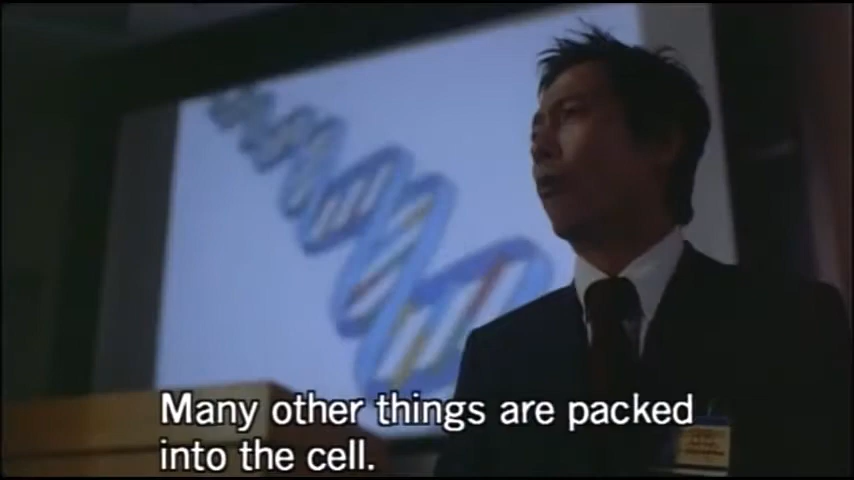 Many other things are packed
into the cell.